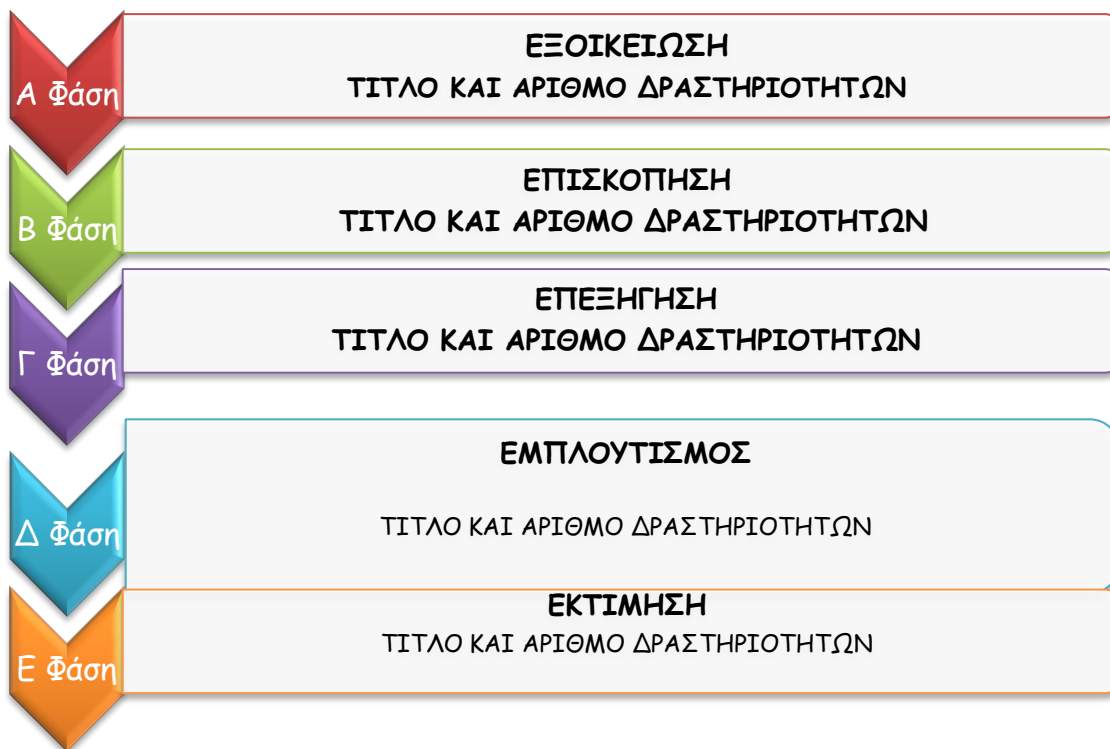 Α Φάση
ΕΞΟΙΚΕΙΩΣΗ
ΤΙΤΛΟ ΚΑΙ ΑΡΙΘΜΟ ΔΡΑΣΤΗΡΙΟΤΗΤΩΝ
Β Φάση
ΕΠΙΣΚΟΠΗΣΗ
ΤΙΤΛΟ ΚΑΙ ΑΡΙΘΜΟ ΔΡΑΣΤΗΡΙΟΤΗΤΩΝ
Γ Φάση
ΕΠΕΞΗΓΗΣΗ
ΤΙΤΛΟ ΚΑΙ ΑΡΙΘΜΟ ΔΡΑΣΤΗΡΙΟΤΗΤΩΝ
Δ Φάση
ΕΜΠΛΟΥΤΙΣΜΟΣ
ΤΙΤΛΟ ΚΑΙ ΑΡΙΘΜΟ ΔΡΑΣΤΗΡΙΟΤΗΤΩΝ
Ε Φάση
ΕΚΤΙΜΗΣΗ
ΤΙΤΛΟ ΚΑΙ ΑΡΙΘΜΟ ΔΡΑΣΤΗΡΙΟΤΗΤΩΝ